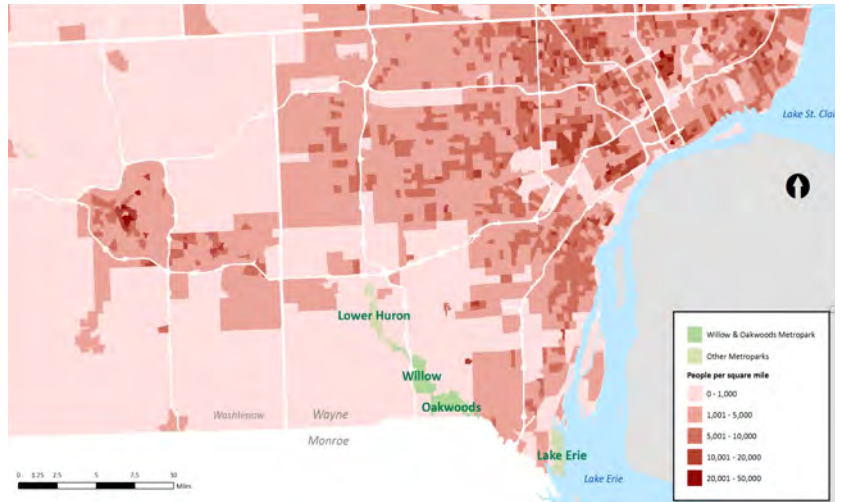 Lake St. Clai
Lower Huron
Willow
Oakwoods
Washtenaw
Wayne
Monroe
Lake Erie
Lake Erie
Willow & Oakwoods Metropark
Other Metroparks
People per square mile
0 - 1,000
1,001 - 5,000
5,001 - 10,000
10,001 - 20,000
20,001 - 50,000
0 1.25 2.5 5 7.5 10
Miles